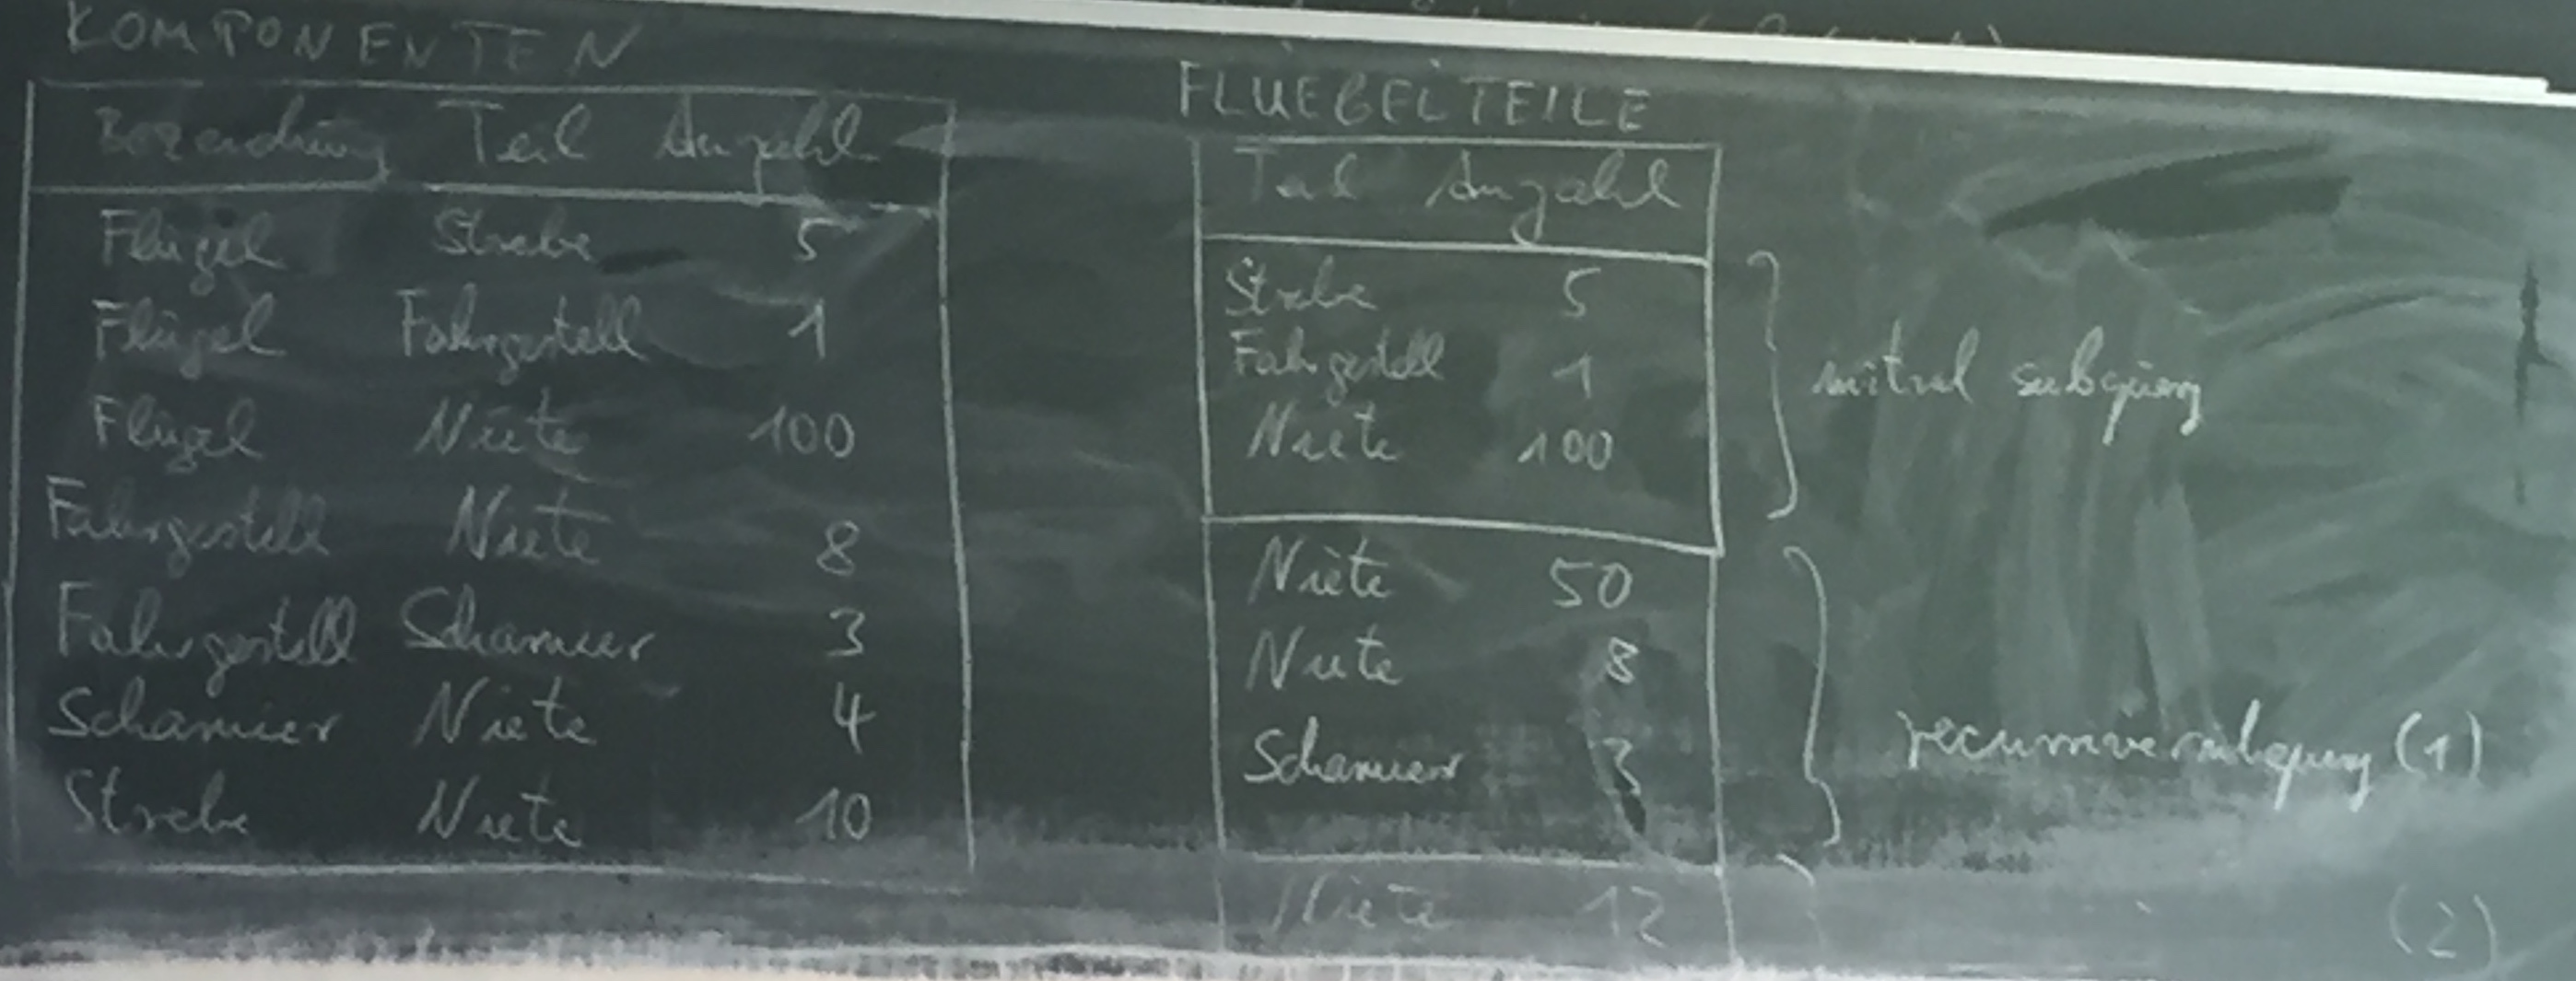 KOMPONENTEN
Bezeichnung Teil Anzahl
Flügel Strebe 5
Flügel Fahrgestell 1
Flügel Niete 100
Fahrgestell Niete 8
Fahrgestell Scharnier 3
Scharnier Niete 4
Strebe Niete 10
FLUEGELTEILE
Teil Anzahl
Strebe 5
Fahrgestell 1
Niete 100
initial subquery
Niete 50
Niete 8
Scharnier 3
recursive subquery (1)
Niete 12
(2)